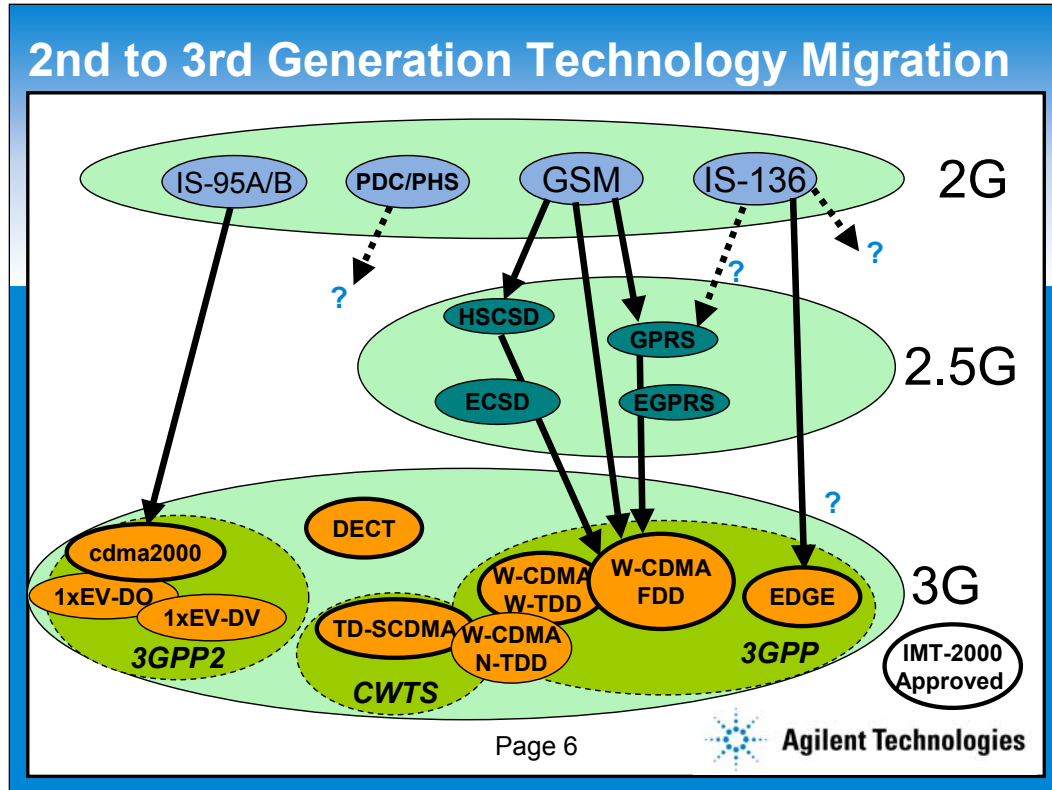 2nd to 3rd Generation Technology Migration
IS-95A/B
PDC/PHS
GSM
IS-136
2G
?
?
?
HSCSD
GPRS
2.5G
ECSD
EGPRS
?
DECT
cdma2000
W-CDMA
W-TDD
W-CDMA
FDD
EDGE
3G
1xEV-DO
1xEV-DV
TD-SCDMA
W-CDMA
N-TDD
3GPP2
3GPP
CWTS
IMT-2000
Approved
Page 6
Agilent Technologies